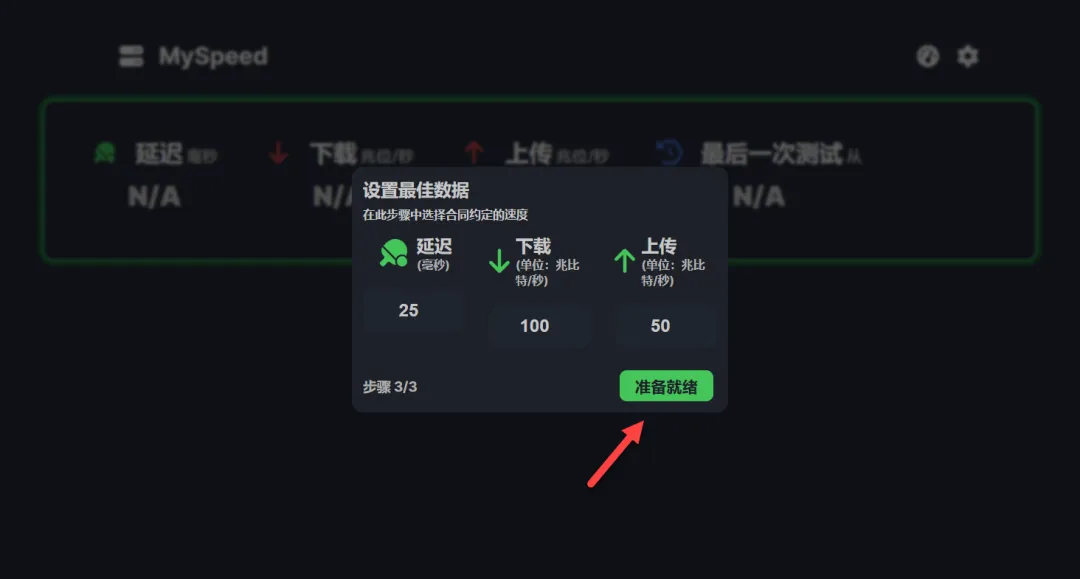 MySpeed
延迟 毫秒
下载 兆位/秒
上传 兆位/秒
最后一次测试 从
N/A
N/A
N/A
设置最佳数据
在此步骤中选择合同约定的速度
延迟
(毫秒)
下载
(单位：兆比
特/秒)
上传
(单位：兆比
特/秒)
25
100
50
步骤 3/3
准备就绪